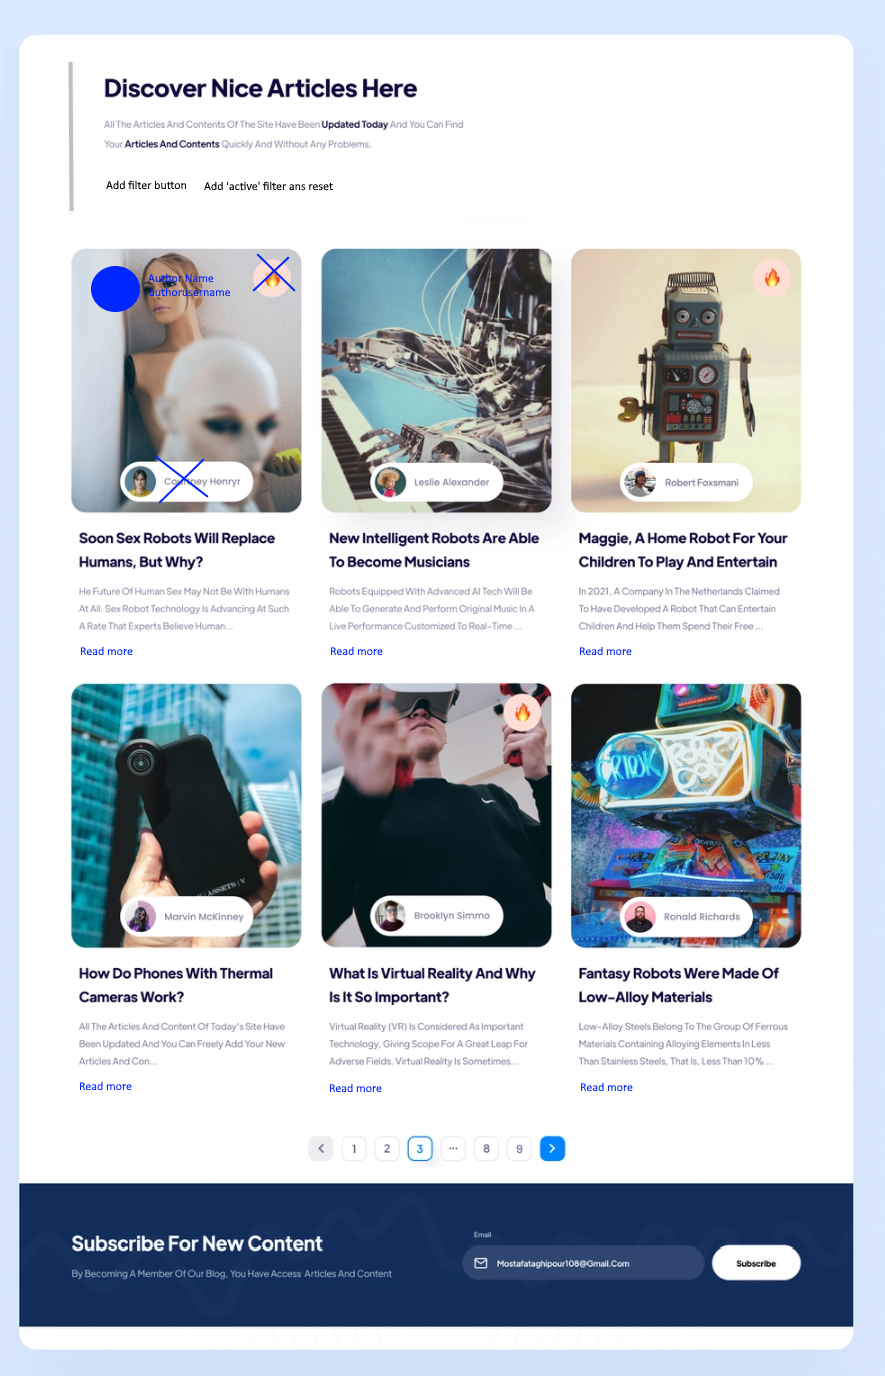 Discover Nice Articles Here
All The Articles And Contents Of The Site Have Been Updated Today And You Can Find
Your Articles And Contents Quickly And Without Any Problems.
Add filter button
Add 'active' filter ans reset
Author Name
authorusername
Courtney Henryr
Leslie Alexander
Robert Foxsmani
Soon Sex Robots Will Replace
Humans, But Why?
He Future Of Human Sex May Not Be With Humans
At All. Sex Robot Technology Is Advancing At Such
A Rate That Experts Believe Human...
Read more
New Intelligent Robots Are Able
To Become Musicians
Robots Equipped With Advanced AI Tech Will Be
Able To Generate And Perform Original Music In A
Live Performance Customized To Real-Time ...
Read more
Maggie, A Home Robot For Your
Children To Play And Entertain
In 2021, A Company In The Netherlands Claimed
To Have Developed A Robot That Can Entertain
Children And Help Them Spend Their Free ...
Read more
ASSETS | V
Marvin McKinney
Brooklyn Simmo
Ronald Richards
How Do Phones With Thermal
Cameras Work?
All The Articles And Content Of Today's Site Have
Been Updated And You Can Freely Add Your New
Articles And Con...
Read more
What Is Virtual Reality And Why
Is It So Important?
Virtual Reality (VR) Is Considered As Important
Technology, Giving Scope For A Great Leap For
Adverse Fields. Virtual Reality Is Sometimes...
Read more
Fantasy Robots Were Made Of
Low-Alloy Materials
Low-Alloy Steels Belong To The Group Of Ferrous
Materials Containing Alloying Elements In Less
Than Stainless Steels, That Is, Less Than 10% ...
Read more
1 2 3 ... 8 9
Subscribe For New Content
By Becoming A Member Of Our Blog, You Have Access Articles And Content
Email
Mostafataghipour108@Gmail.Com
Subscribe